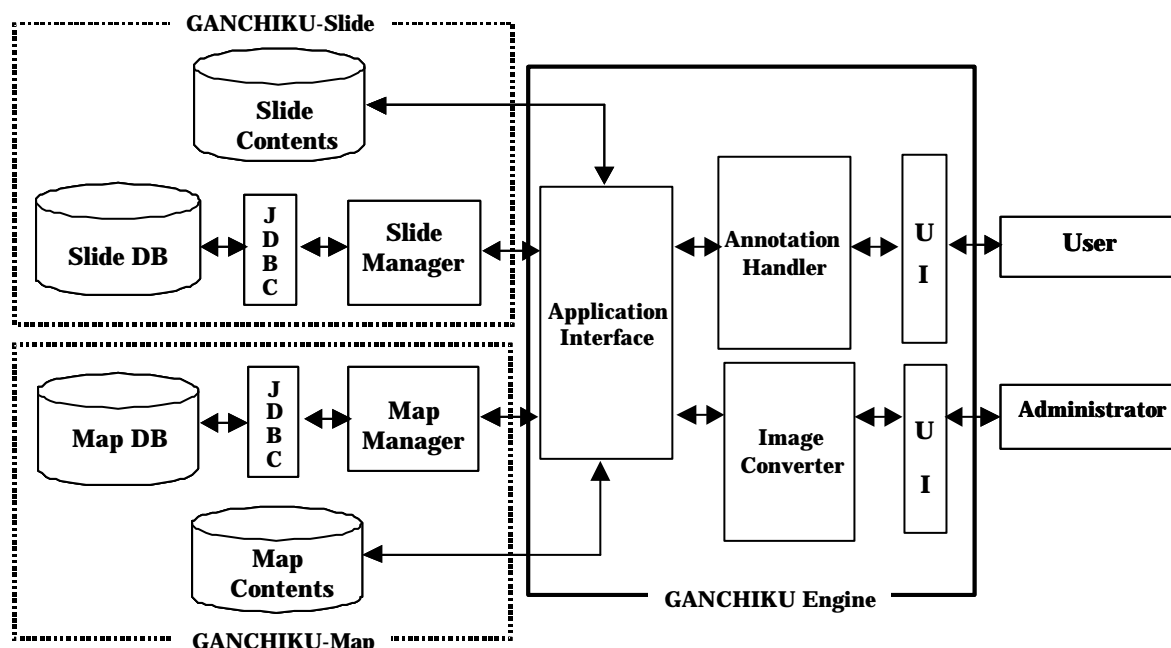 GANCHIKU-Slide
Slide
Contents
Slide DB
J
D
B
C
Slide
Manager
Map DB
J
D
B
C
Map
Manager
Map
Contents
GANCHIKU-Map
Application
Interface
Annotation
Handler
U
I
Image
Converter
U
I
GANCHIKU Engine
User
Administrator